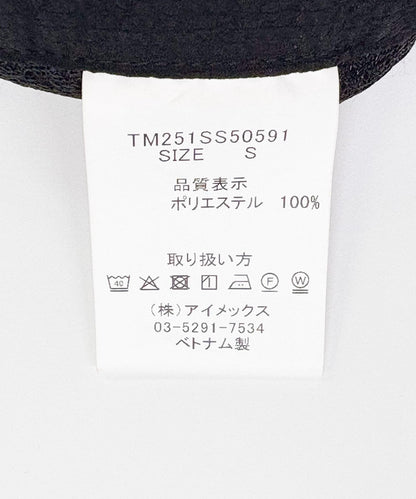 TM251SS50591
SIZE S
品質表示
ポリエステル 100%
取り扱い方
40 F W
(株)アイメックス
03-5291-7534
ベトナム製